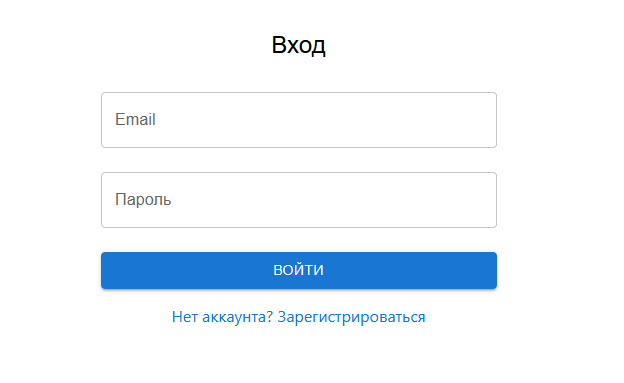 Вход
Email
Пароль
ВОЙТИ
Нет аккаунта? Зарегистрироваться